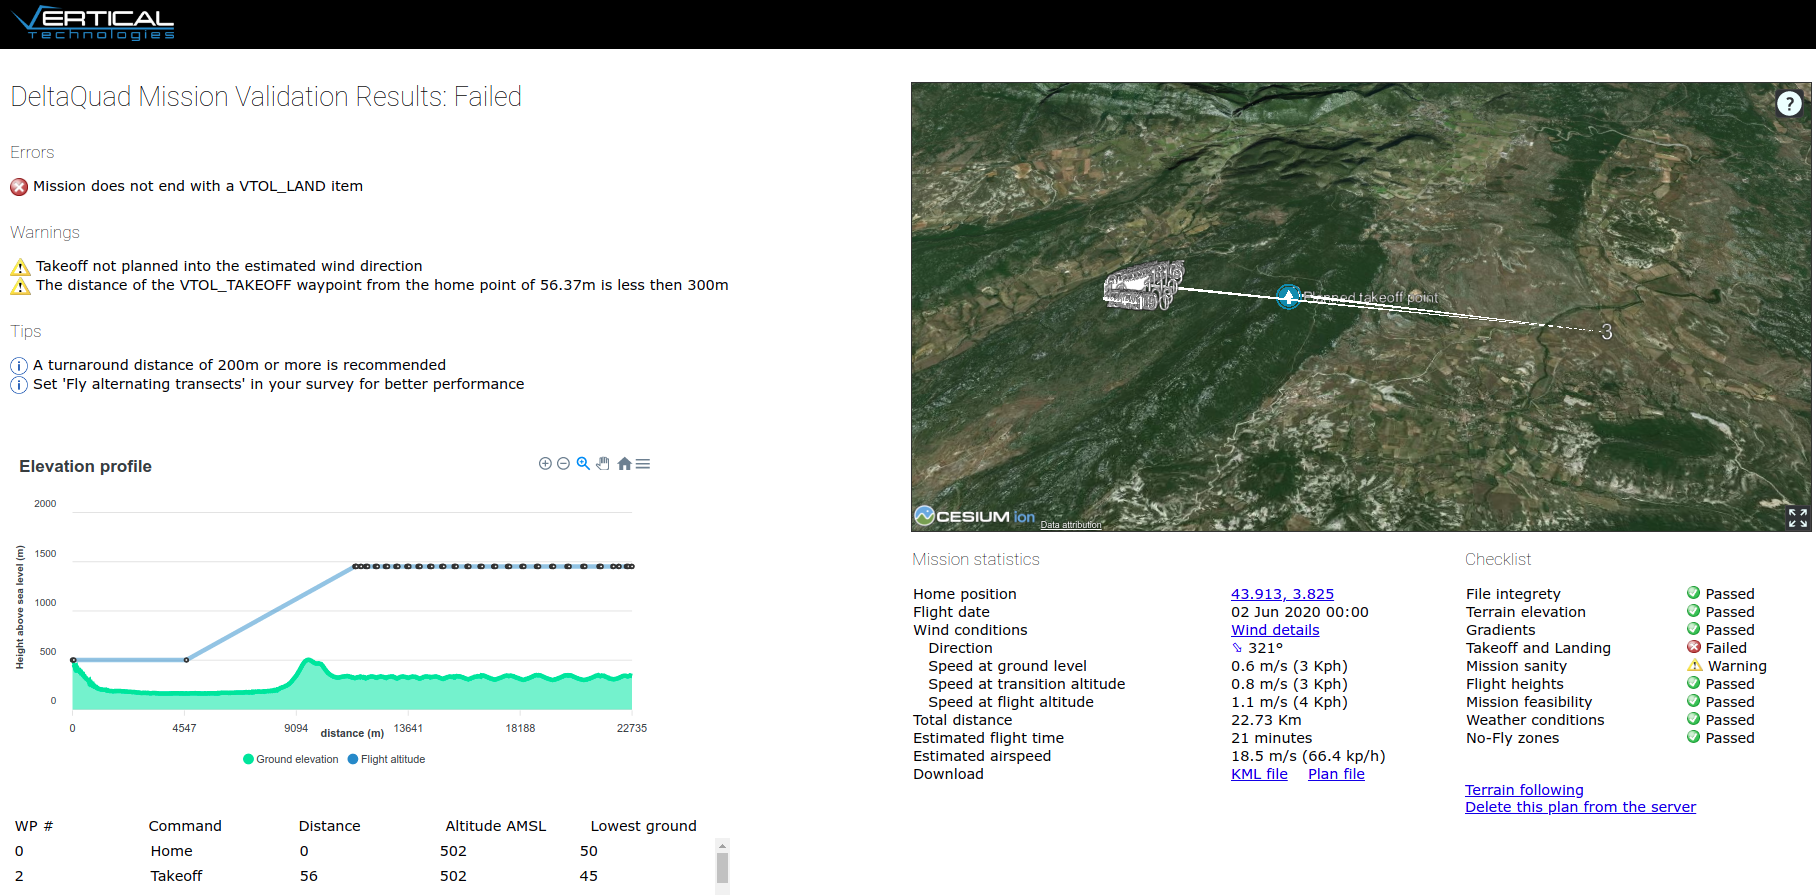 VERTICAL
Technologies
DeltaQuad Mission Validation Results: Failed
Errors
Mission does not end with a VTOL_LAND item
Warnings
Takeoff not planned into the estimated wind direction
The distance of the VTOL_TAKEOFF waypoint from the home point of 56.37m is less then 300m
Tips
A turnaround distance of 200m or more is recommended
Set 'Fly alternating transects' in your survey for better performance
Elevation profile
Height above sea level (m)
2000
1500
1000
500
0
0 4547 9094 13641 18188 22735
distance (m)
Ground elevation Flight altitude
WP # Command Distance Altitude AMSL Lowest ground
0 Home 0 502 50
2 Takeoff 56 502 45
?
Planned takeoff point
3
CESIUM ion
Data attribution
Mission statistics
Home position 43.913, 3.825
Flight date 02 Jun 2020 00:00
Wind conditions Wind details
Direction 321°
Speed at ground level 0.6 m/s (3 Kph)
Speed at transition altitude 0.8 m/s (3 Kph)
Speed at flight altitude 1.1 m/s (4 Kph)
Total distance 22.73 Km
Estimated flight time 21 minutes
Estimated airspeed 18.5 m/s (66.4 kp/h)
Download KML file Plan file
Checklist
File integrety Passed
Terrain elevation Passed
Gradients Passed
Takeoff and Landing Failed
Mission sanity Warning
Flight heights Passed
Mission feasibility Passed
Weather conditions Passed
No-Fly zones Passed
Terrain following
Delete this plan from the server